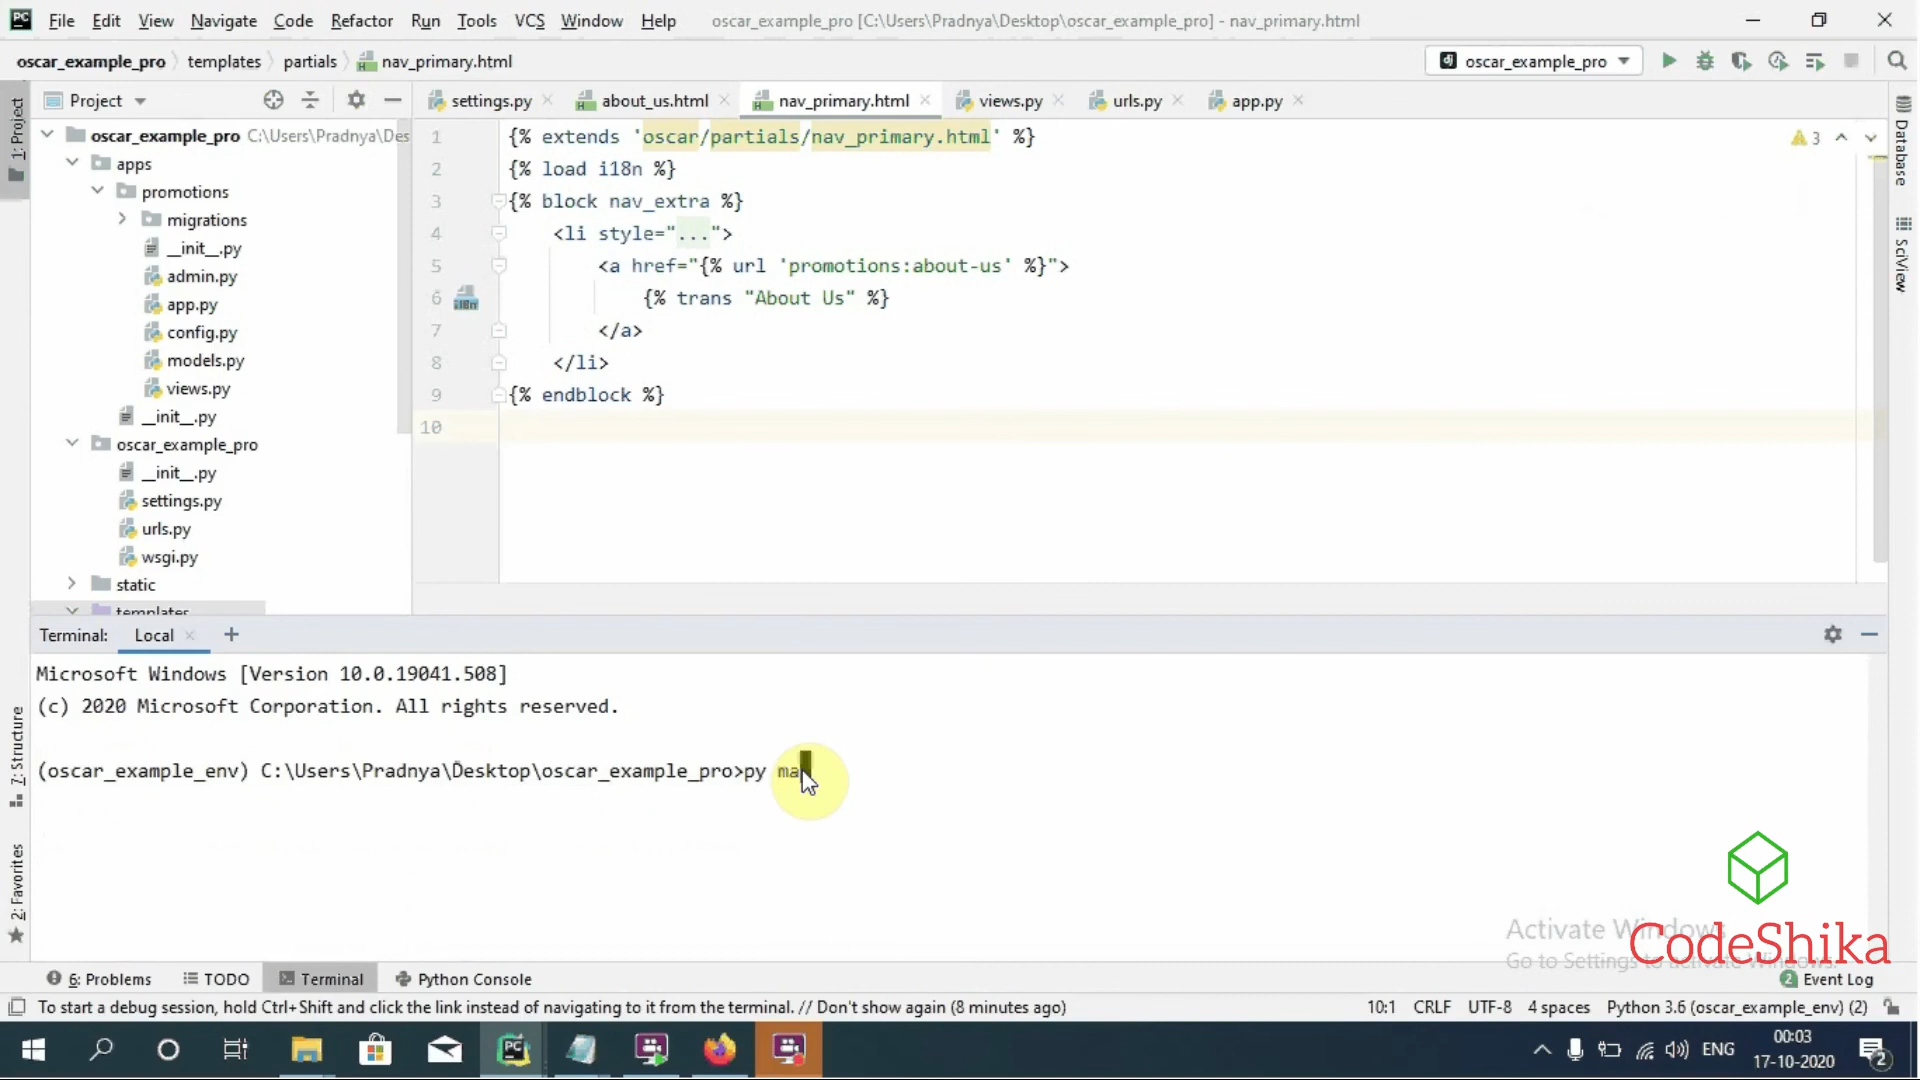 File Edit View Navigate Code Refactor Run Tools VCS Window Help oscar_example_pro [C:\Users\Pradnya\Desktop\oscar_example_pro] - nav_primary.html
oscar_example_pro templates partials nav_primary.html oscar_example_pro
Project settings.py about_us.html nav_primary.html views.py urls.py app.py
1: Project
7: Structure
2: Favorites
Database
SciView
oscar_example_pro C:\Users\Pradnya\Des
apps
promotions
migrations
__init__.py
admin.py
app.py
config.py
models.py
views.py
__init__.py
oscar_example_pro
__init__.py
settings.py
urls.py
wsgi.py
static
templates
1 {% extends 'oscar/partials/nav_primary.html' %}
3
2 {% load i18n %}
3 {% block nav_extra %}
4 <li style="...">
5 <a href="{% url 'promotions:about-us' %}">
6 {% trans "About Us" %}
7 </a>
8 </li>
9 {% endblock %}
10
Terminal: Local +
Microsoft Windows [Version 10.0.19041.508]
(c) 2020 Microsoft Corporation. All rights reserved.
(oscar_example_env) C:\Users\Pradnya\Desktop\oscar_example_pro>py ma
Activate Windows
CodeShika
Go to Settings to activate Windows.
6: Problems TODO Terminal Python Console 2 Event Log
To start a debug session, hold Ctrl+Shift and click the link instead of navigating to it from the terminal. // Don't show again (8 minutes ago) 10:1 CRLF UTF-8 4 spaces Python 3.6 (oscar_example_env) (2)
ENG 00:03
17-10-2020
2